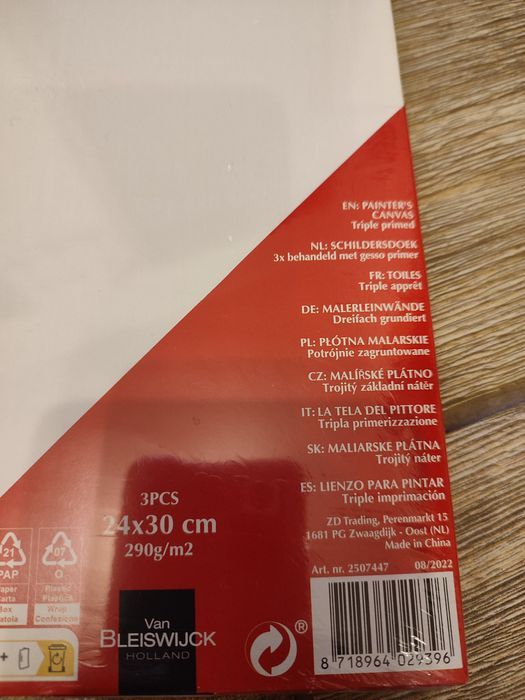 EN: PAINTER'S
CANVAS
Triple primed
NL: SCHILDERSDOEK
3x behandeld met gesso primer
FR: TOILES
Triple apprêt
DE: MALERLEINWÄNDE
Dreifach grundiert
PL: PŁÓTNA MALARSKIE
Potrójnie zagruntowane
CZ: MALÍŘSKÉ PLÁTNO
Trojitý základní nátěr
IT: LA TELA DEL PITTORE
Tripla primerizzazione
SK: MALIARSKE PLÁTNA
Trojitý náter
ES: LIENZO PARA PINTAR
Triple imprimación
3PCS
24x30 cm
290g/m2
ZD Trading, Perenmarkt 15
1681 PG Zwaagdijk - Oost (NL)
Made in China
Art. nr. 2507447 08/2022
21
PAP
07
O
Plastic
Plastica
Wrap
Confezione
+
Van
BLEISWIJCK
HOLLAND
®
8 718964 029396